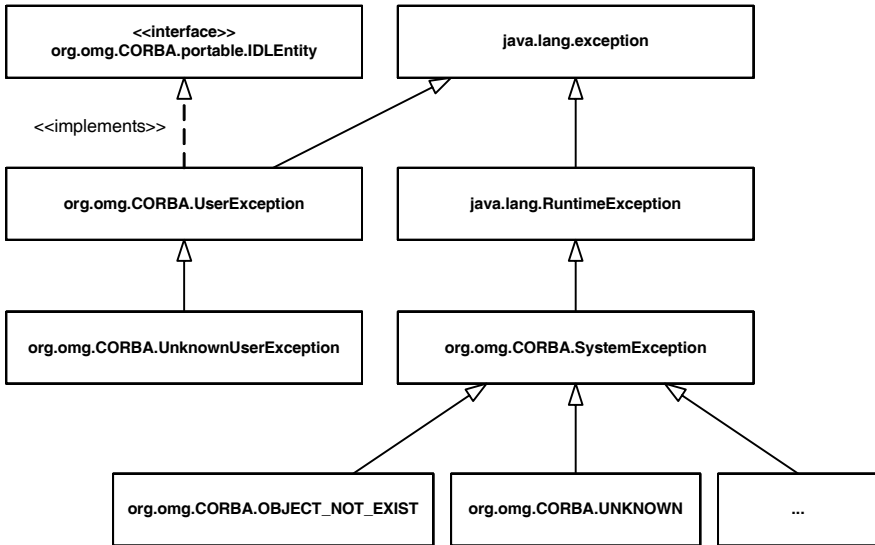 <<interface>>
org.omg.CORBA.portable.IDLEntity
java.lang.exception
<<implements>>
org.omg.CORBA.UserException
java.lang.RuntimeException
org.omg.CORBA.UnknownUserException
org.omg.CORBA.SystemException
org.omg.CORBA.OBJECT_NOT_EXIST
org.omg.CORBA.UNKNOWN
...